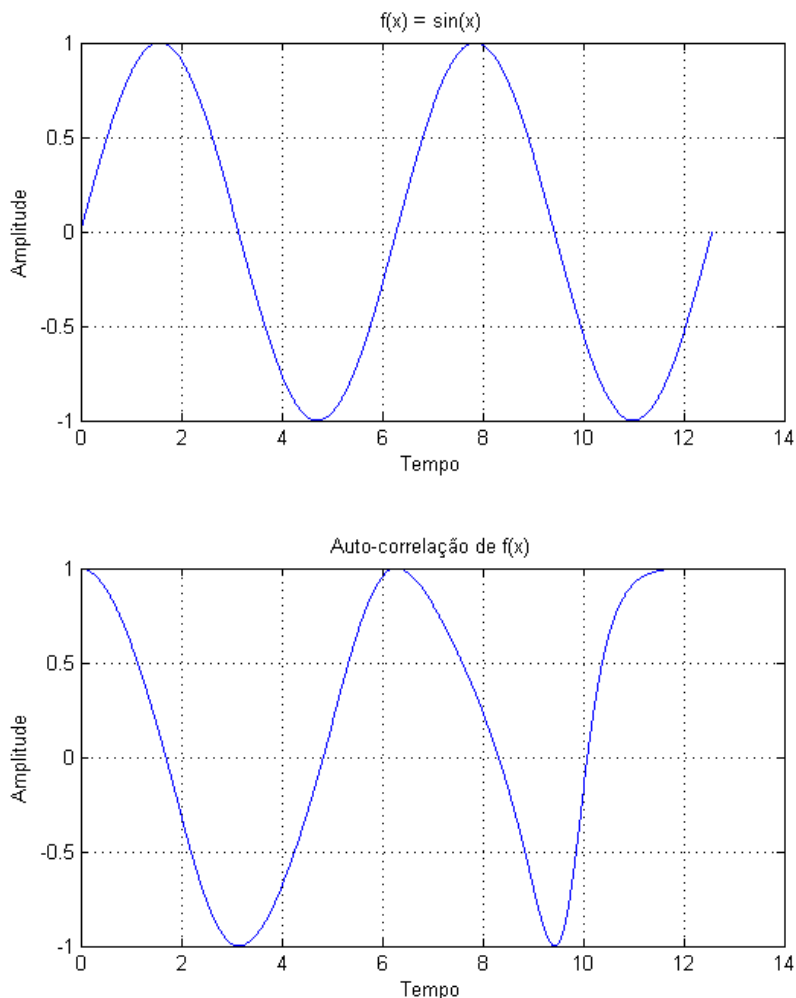 f(x) = sin(x)
1
0.5
0
-0.5
-1
Amplitude
0 2 4 6 8 10 12 14
Tempo
Auto-correlação de f(x)
1
0.5
0
-0.5
-1
Amplitude
0 2 4 6 8 10 12 14
Tempo